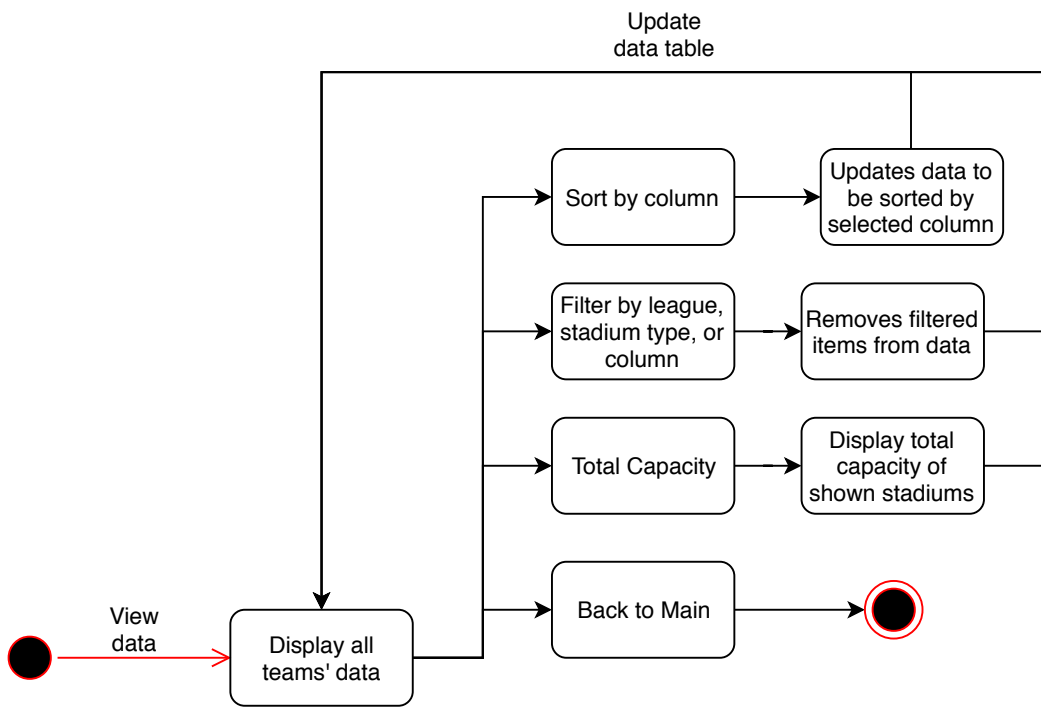 Update
data table
Sort by column
Updates data to
be sorted by
selected column
Filter by league,
stadium type, or
column
Removes filtered
items from data
Total Capacity
Display total
capacity of
shown stadiums
View
data
Display all
teams' data
Back to Main